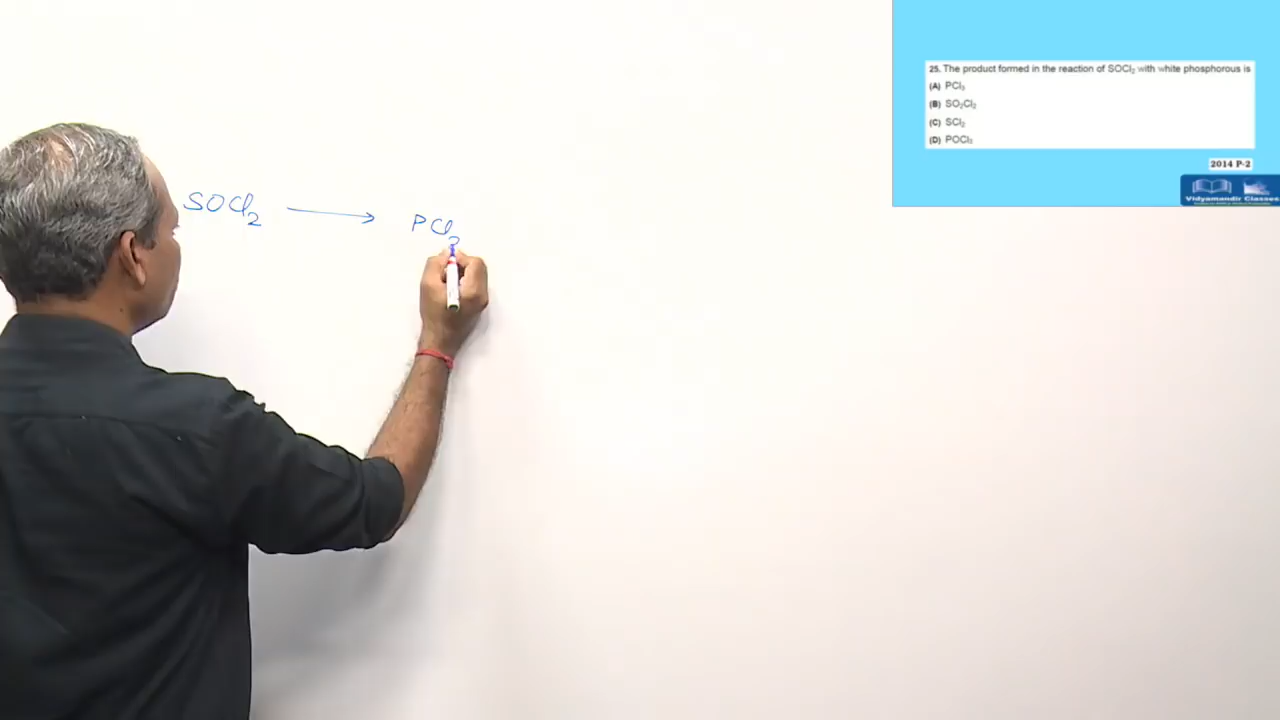 25. The product formed in the reaction of SOCl₂ with white phosphorous is
(A) PCl₃
(B) SO₂Cl₂
(C) SCl₂
(D) POCl₂
2014 P-2
Vidyamandir Classes
SOCl₂ ⟶ PCl₃